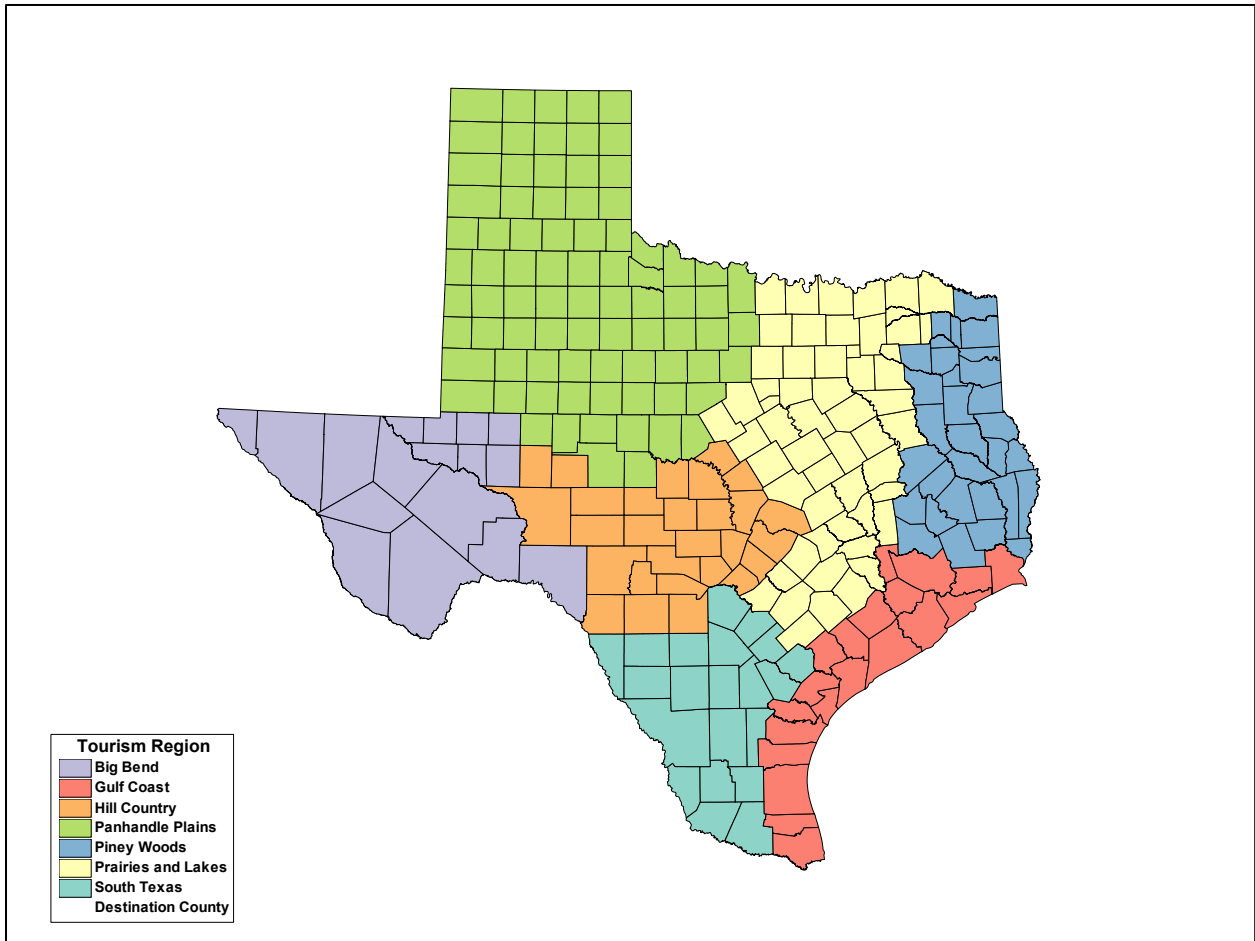 Tourism Region
Big Bend
Gulf Coast
Hill Country
Panhandle Plains
Piney Woods
Prairies and Lakes
South Texas
Destination County